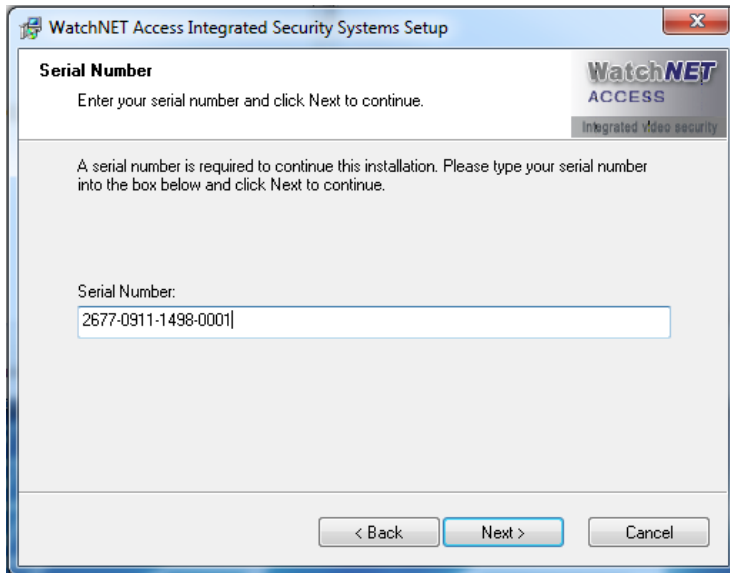 WatchNET Access Integrated Security Systems Setup
Serial Number
Enter your serial number and click Next to continue.
WatchNET
ACCESS
Integrated video security
A serial number is required to continue this installation. Please type your serial number
into the box below and click Next to continue.
Serial Number:
2677-0911-1498-0001
< Back
Next >
Cancel